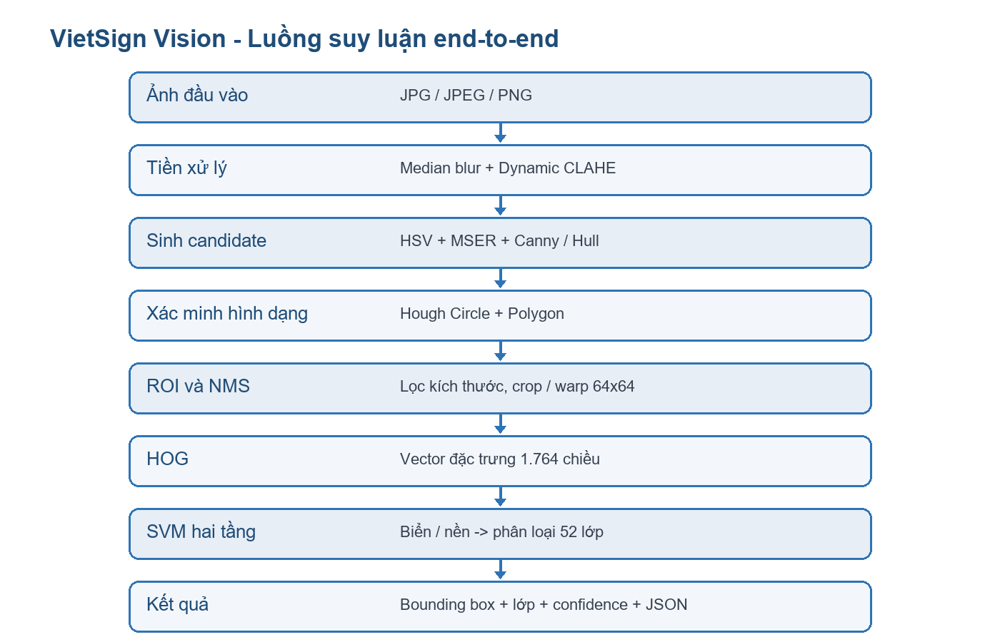 VietSign Vision - Luồng suy luận end-to-end
Ảnh đầu vào JPG / JPEG / PNG
Tiền xử lý Median blur + Dynamic CLAHE
Sinh candidate HSV + MSER + Canny / Hull
Xác minh hình dạng Hough Circle + Polygon
ROI và NMS Lọc kích thước, crop / warp 64x64
HOG Vector đặc trưng 1.764 chiều
SVM hai tầng Biển / nền -> phân loại 52 lớp
Kết quả Bounding box + lớp + confidence + JSON